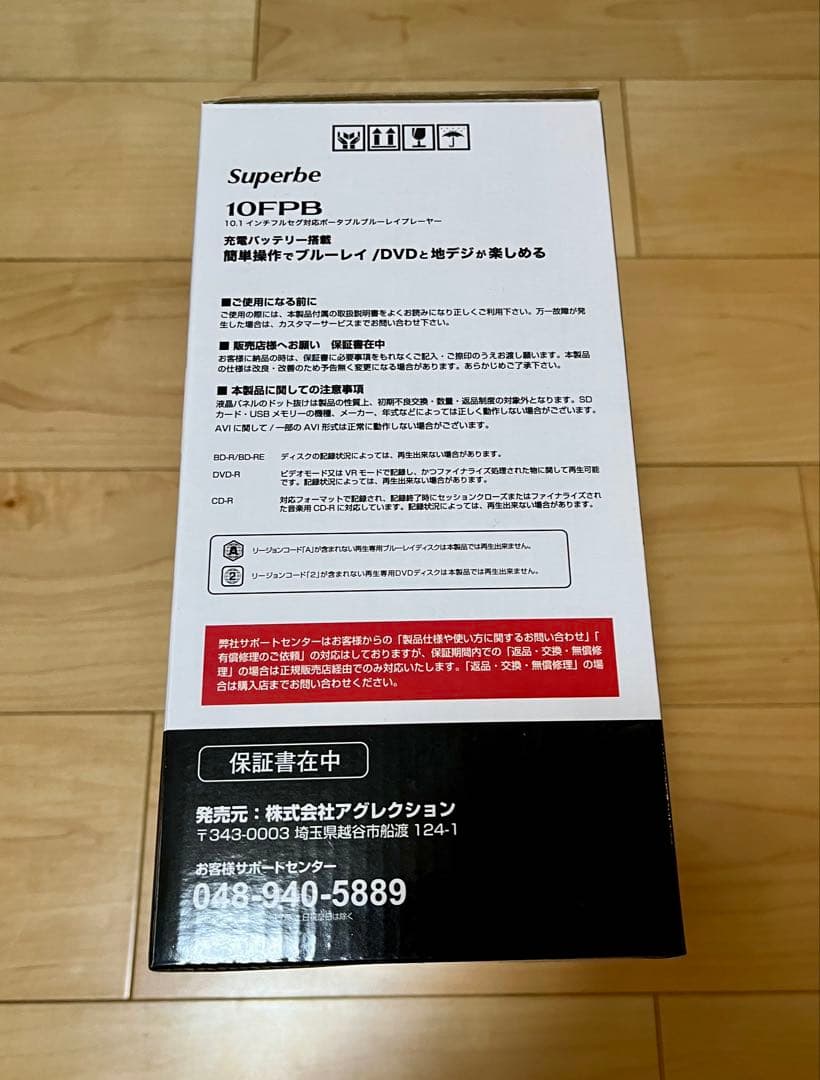 Superbe
10FPB
10.1 インチフルセグ対応ポータブルブルーレイプレーヤー
充電バッテリー搭載
簡単操作でブルーレイ/DVDと地デジが楽しめる
■ご使用になる前に
ご使用の際には、本製品付属の取扱説明書をよくお読みになり正しくご利用下さい。万一故障が発
生した場合は、カスタマーサービスまでお問い合わせ下さい。
■ 販売店様へお願い 保証書在中
お客様に納品の時は、保証書に必要事項をもれなくご記入・ご捺印のうえお渡し願います。本製品
の仕様は改良・改善のため予告無く変更になる場合があります。あらかじめご了承下さい。
■ 本製品に関しての注意事項
液晶パネルのドット抜けは製品の性質上、初期不良交換・数量・返品制度の対象外となります。SD
カード・USBメモリーの機種、メーカー、年式などによっては正しく動作しない場合がございます。
AVIに関して/一部のAVI形式は正常に動作しない場合がございます。
BD-R/BD-RE ディスクの記録状況によっては、再生出来ない場合があります。
DVD-R ビデオモード又はVRモードで記録し、かつファイナライズ処理された物に関して再生可能
です。記録状況によっては、再生出来ない場合があります。
CD-R 対応フォーマットで記録され、記録終了時にセッションクローズまたはファイナライズされ
た音楽用CD-Rに対応しています。記録状況によっては、再生出来ない場合があります。
A リージョンコード「A」が含まれない再生専用ブルーレイディスクは本製品では再生出来ません。
2 リージョンコード「2」が含まれない再生専用DVDディスクは本製品では再生出来ません。
弊社サポートセンターはお客様からの「製品仕様や使い方に関するお問い合わせ」「
有償修理のご依頼」の対応はしておりますが、保証期間内での「返品・交換・無償修
理」の場合は正規販売店経由でのみ対応いたします。「返品・交換・無償修理」の場
合は購入店までお問い合わせください。
保証書在中
発売元：株式会社アグレクション
〒343-0003 埼玉県越谷市船渡 124-1
お客様サポートセンター
048-940-5889
土日祝祭日は除く